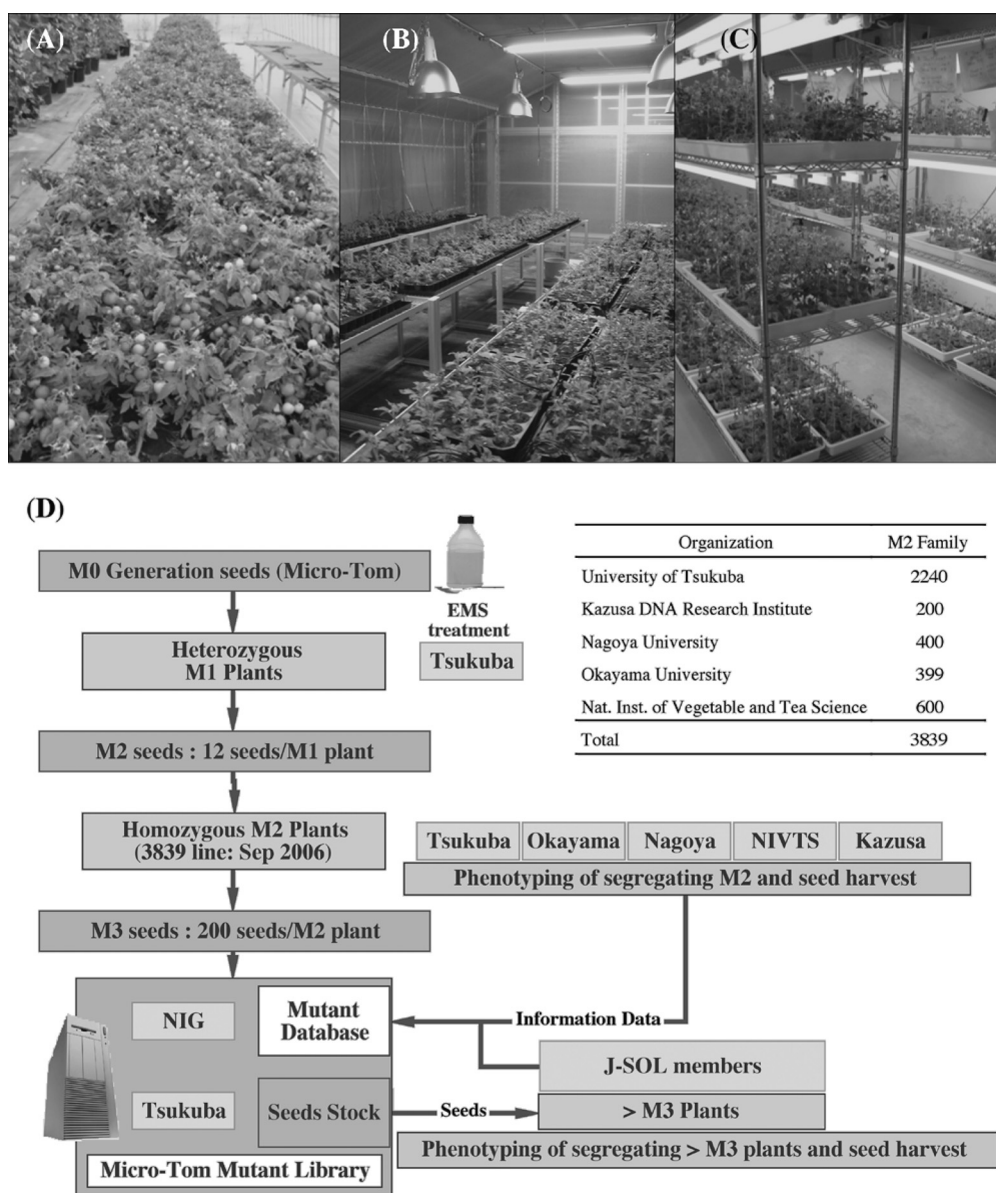 (A)
(B)
(C)
(D)
M0 Generation seeds (Micro-Tom)
EMS
treatment
Tsukuba
Heterozygous
M1 Plants
M2 seeds : 12 seeds/M1 plant
Homozygous M2 Plants
(3839 line: Sep 2006)
M3 seeds : 200 seeds/M2 plant
Organization M2 Family
University of Tsukuba 2240
Kazusa DNA Research Institute 200
Nagoya University 400
Okayama University 399
Nat. Inst. of Vegetable and Tea Science 600
Total 3839
Tsukuba Okayama Nagoya NIVTS Kazusa
Phenotyping of segregating M2 and seed harvest
NIG
Mutant
Database
Information Data
J-SOL members
Tsukuba
Seeds Stock
Seeds
> M3 Plants
Phenotyping of segregating > M3 plants and seed harvest
Micro-Tom Mutant Library